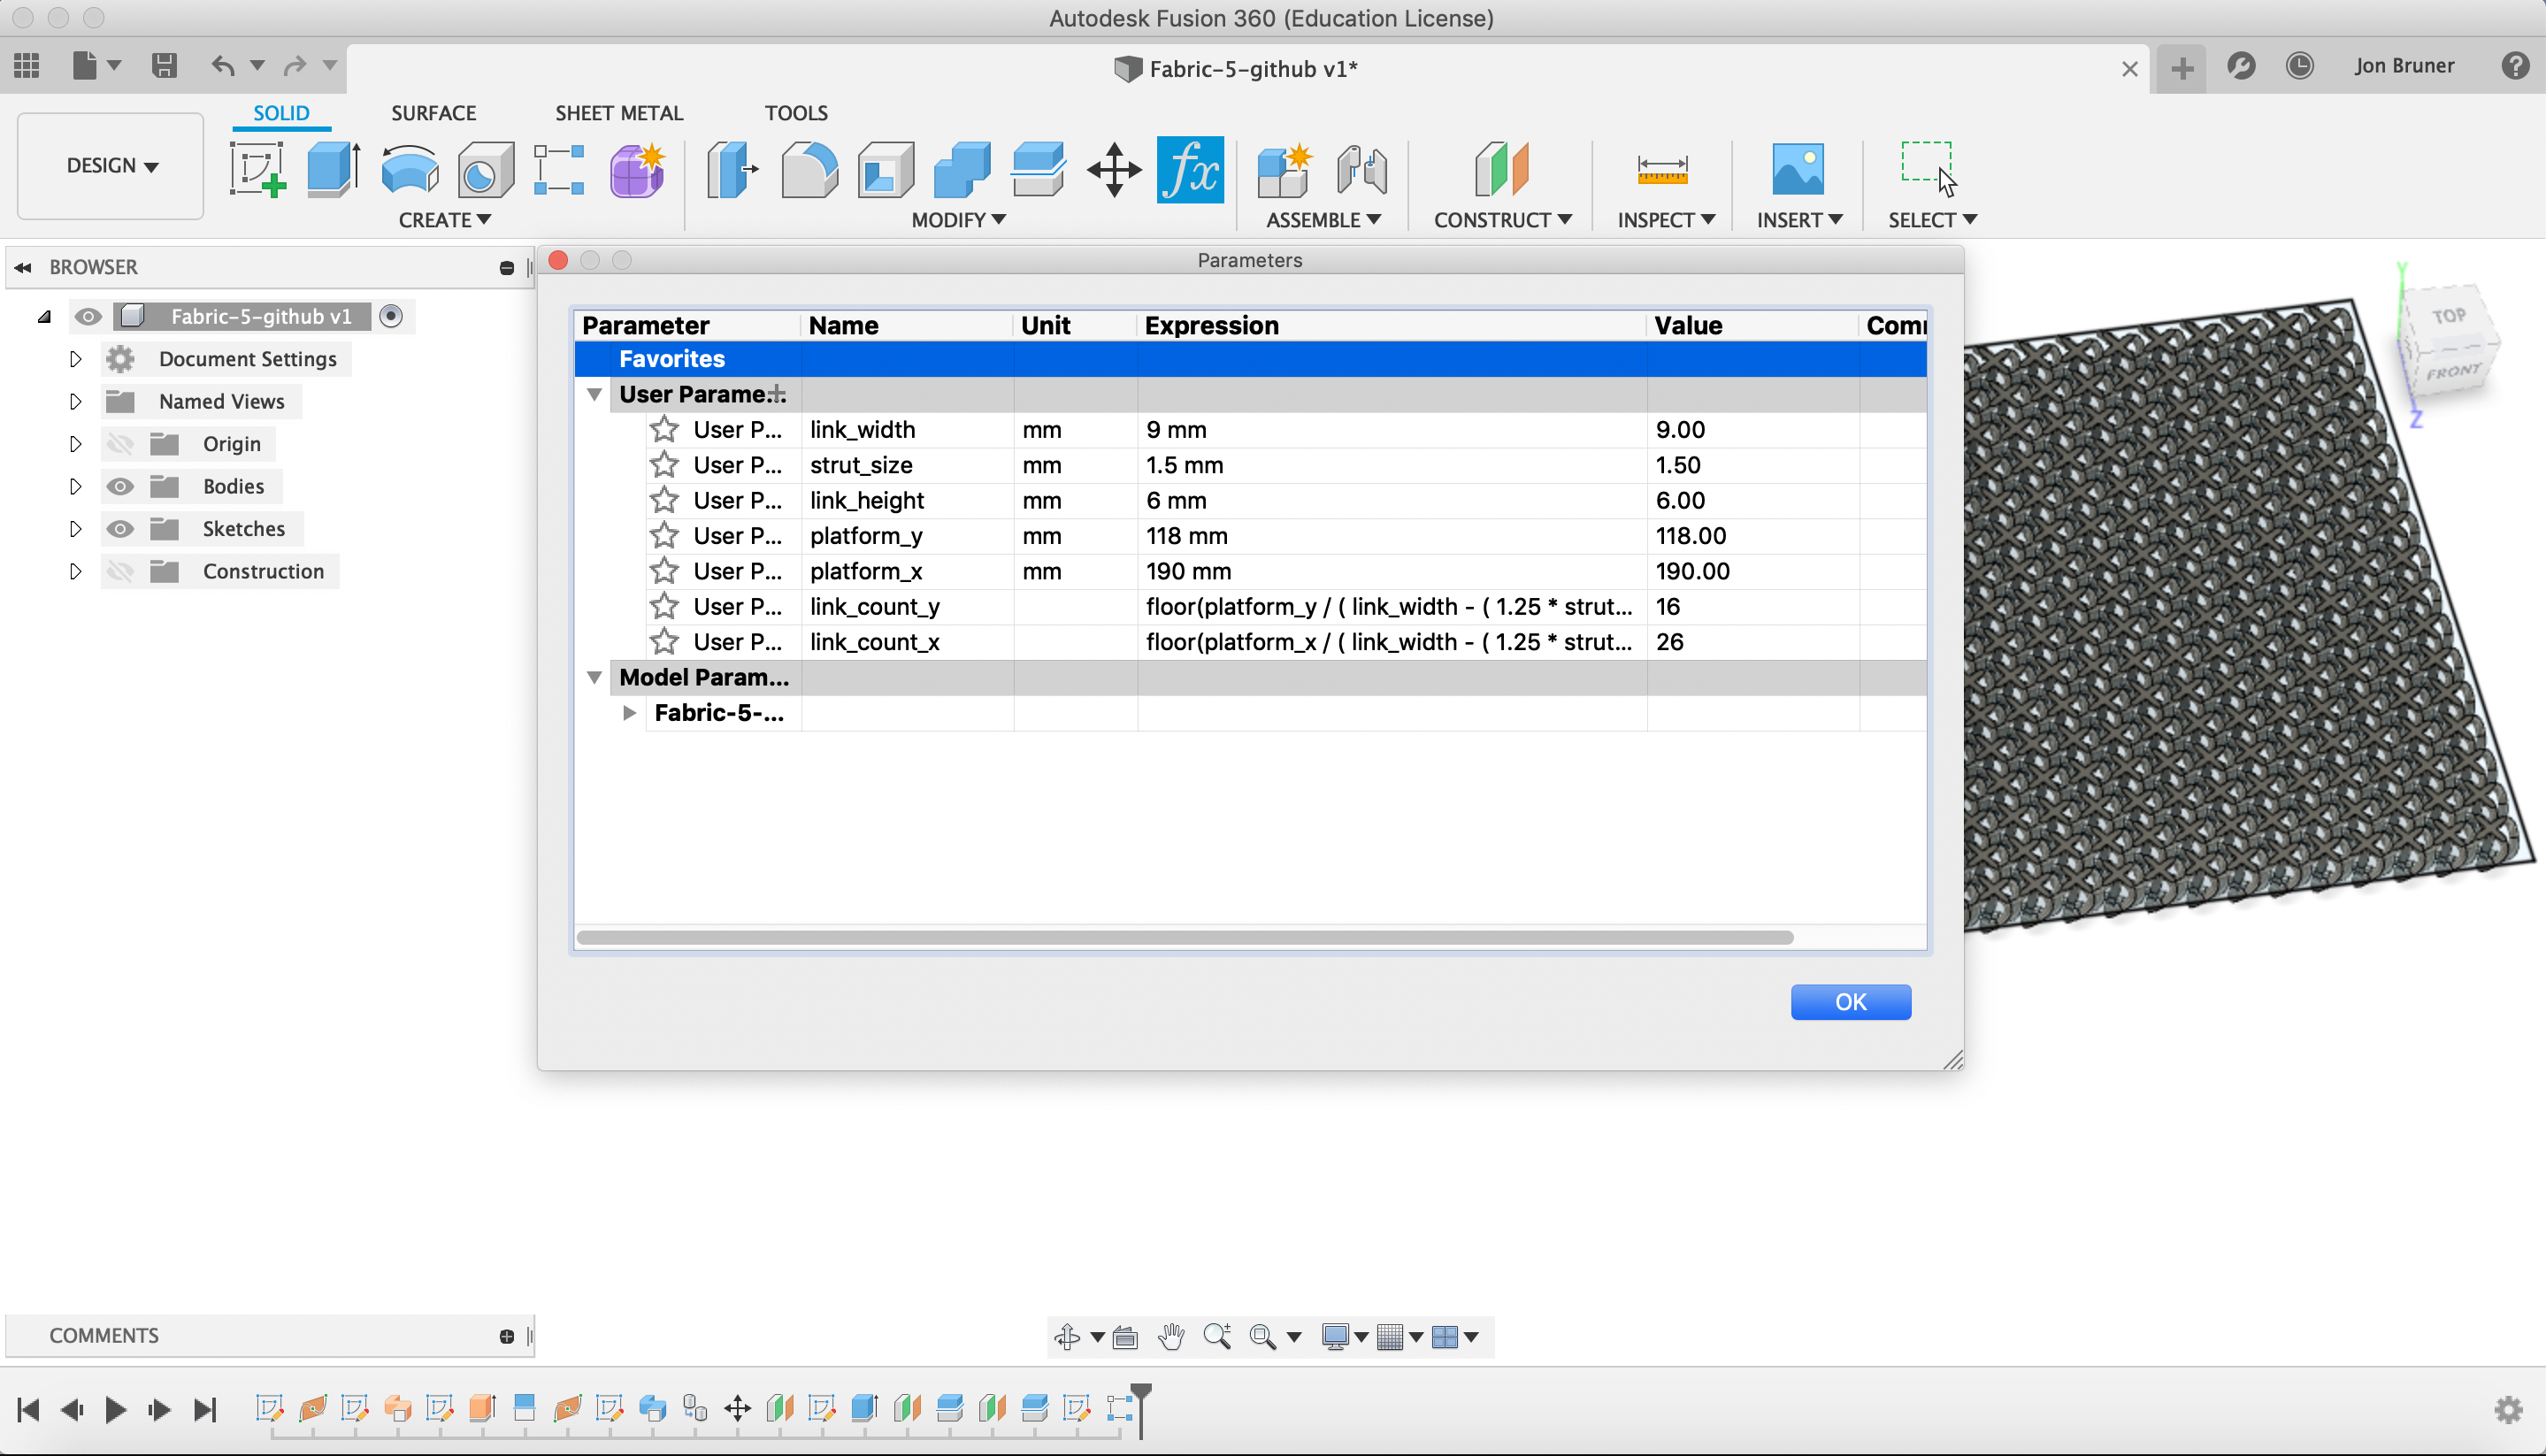 Autodesk Fusion 360 (Education License)
Fabric-5-github v1*
Jon Bruner
DESIGN
SOLID
SURFACE
SHEET METAL
TOOLS
CREATE
MODIFY
fx
ASSEMBLE
CONSTRUCT
INSPECT
INSERT
SELECT
BROWSER
Fabric-5-github v1
Document Settings
Named Views
Origin
Bodies
Sketches
Construction
Parameters
Parameter Name Unit Expression Value Comm
Favorites
User Parame...
User P... link_width mm 9 mm 9.00
User P... strut_size mm 1.5 mm 1.50
User P... link_height mm 6 mm 6.00
User P... platform_y mm 118 mm 118.00
User P... platform_x mm 190 mm 190.00
User P... link_count_y floor(platform_y / ( link_width - ( 1.25 * strut... 16
User P... link_count_x floor(platform_x / ( link_width - ( 1.25 * strut... 26
Model Param...
Fabric-5-...
OK
Y
TOP
FRONT
Z
COMMENTS